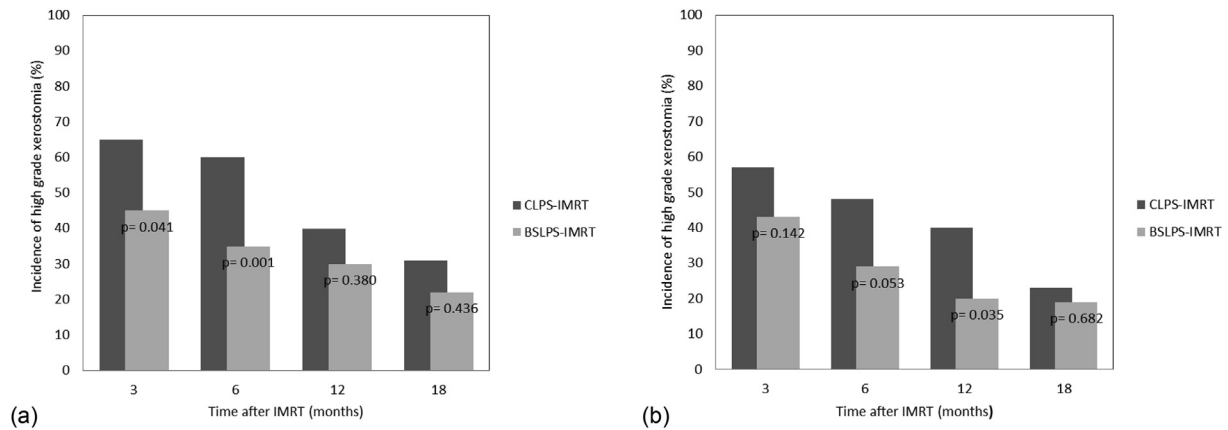 100
90
80
70
60
50
40
30
20
10
0
Incidence of high grade xerostomia (%)
p= 0.041
p= 0.001
p= 0.380
p= 0.436
3 6 12 18
Time after IMRT (months)
CLPS-IMRT
BSLPS-IMRT
(a)
100
90
80
70
60
50
40
30
20
10
0
Incidence of high grade xerostomia (%)
p= 0.142
p= 0.053
p= 0.035
p= 0.682
3 6 12 18
Time after IMRT (months)
CLPS-IMRT
BSLPS-IMRT
(b)